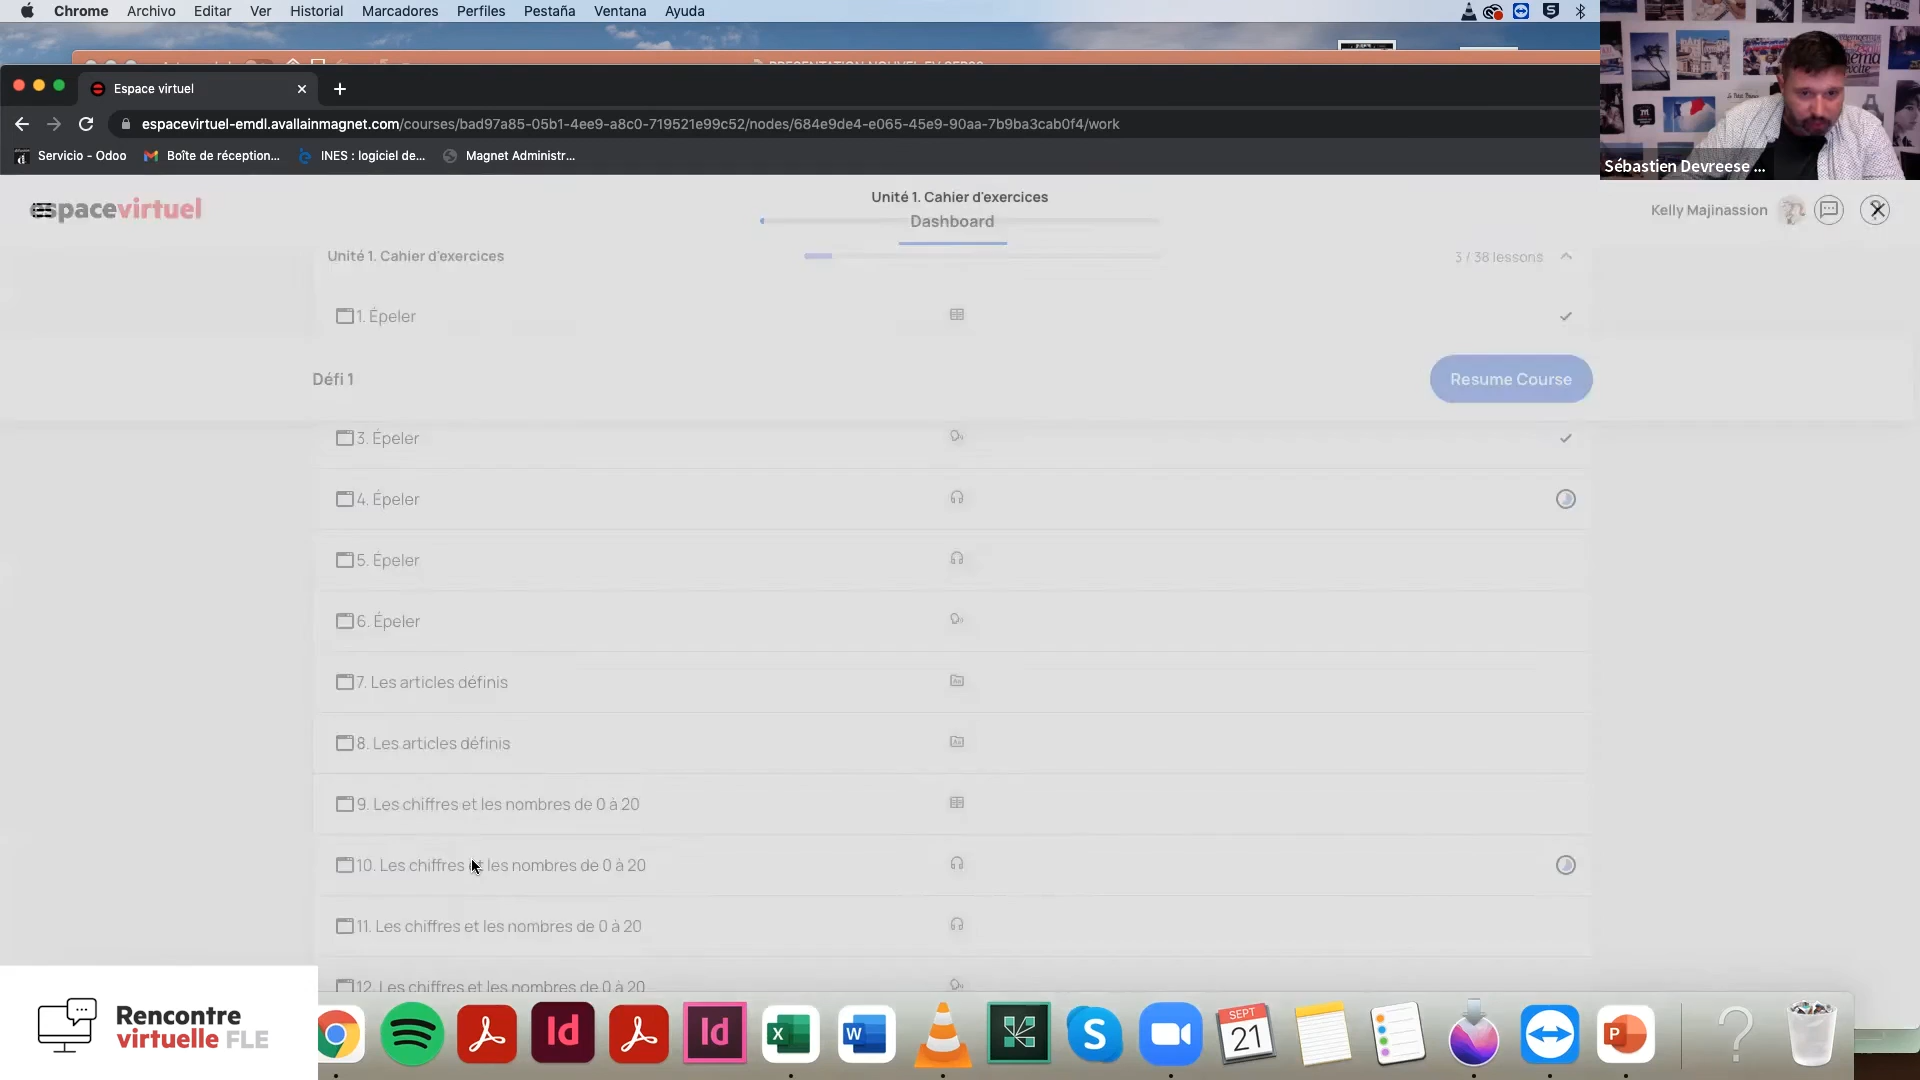 Chrome Archivo Editar Ver Historial Marcadores Perfiles Pestaña Ventana Ayuda
Espace virtuel
espacevirtuel-emdl.avallainmagnet.com/courses/bad97a85-05b1-4ee9-a8c0-719521e99c52/nodes/684e9de4-e065-45e9-90aa-7b9ba3cab0f4/work
Servicio - Odoo Boîte de réception... INES : logiciel de... Magnet Administr...
Sébastien Devreese ...
espacevirtuel
Unité 1. Cahier d'exercices
Dashboard
Kelly Majinassion
Unité 1. Cahier d'exercices 3 / 38 lessons
1. Épeler
Défi 1 Resume Course
3. Épeler
4. Épeler
5. Épeler
6. Épeler
7. Les articles définis
8. Les articles définis
9. Les chiffres et les nombres de 0 à 20
10. Les chiffres et les nombres de 0 à 20
11. Les chiffres et les nombres de 0 à 20
12. Les chiffres et les nombres de 0 à 20
Rencontre
virtuelle FLE
Id Id X W S SEPT 21 P